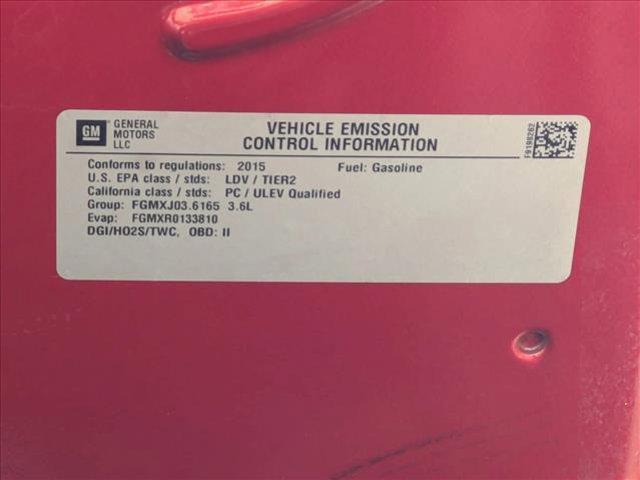 GM
GENERAL
MOTORS
LLC
VEHICLE EMISSION
CONTROL INFORMATION
F9198262
Conforms to regulations: 2015 Fuel: Gasoline
U.S. EPA class / stds: LDV / TIER2
California class / stds: PC / ULEV Qualified
Group: FGMXJ03.6165 3.6L
Evap: FGMXR0133810
DGI/HO2S/TWC, OBD: II